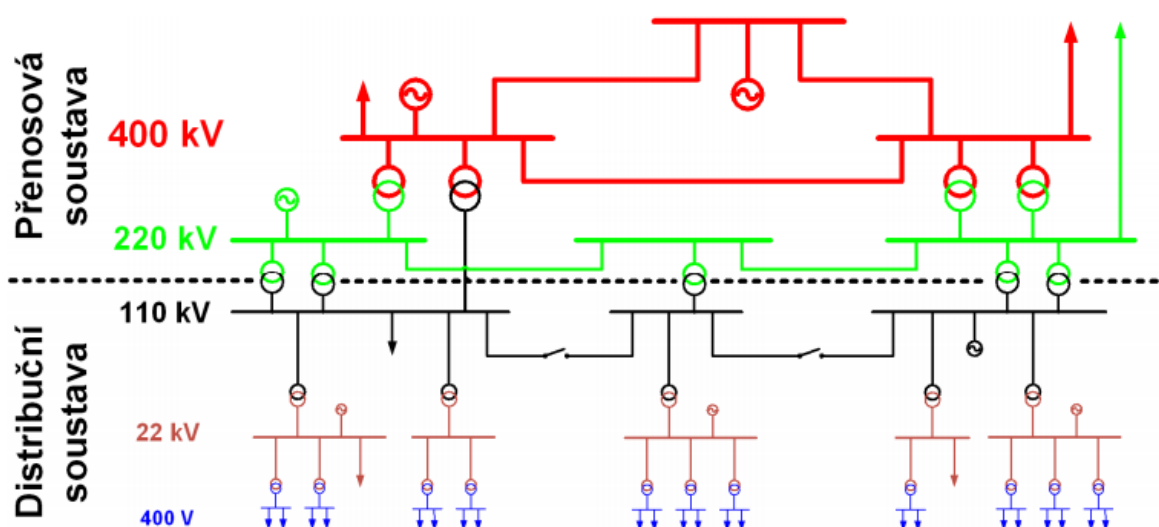 Přenosová
soustava
400 kV
220 kV
Distribuční
soustava
110 kV
22 kV
400 V